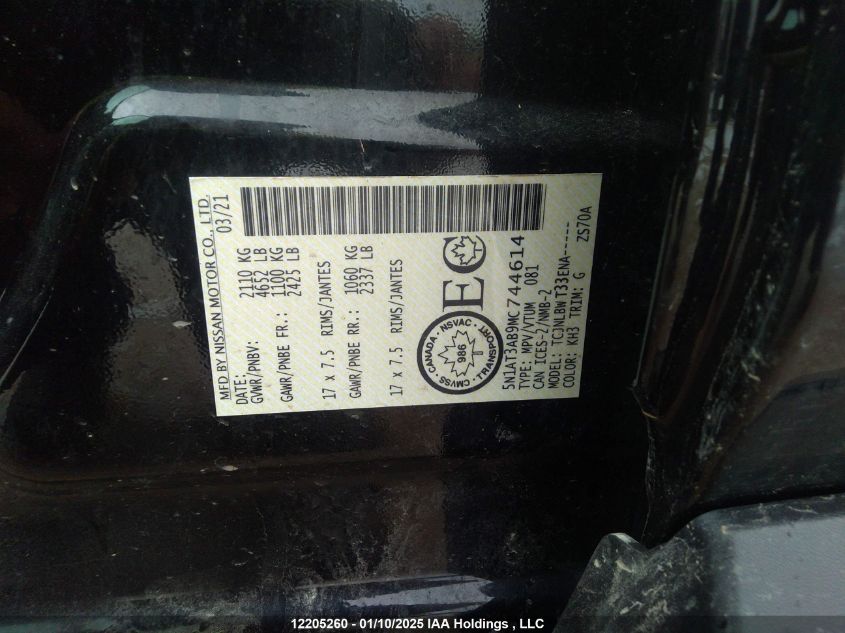 MFD BY NISSAN MOTOR CO., LTD.
DATE: 03/21
GVWR/PNBV: 2110 KG
4652 LB
GAWR/PNBE FR.: 1100 KG
2425 LB
17 x 7.5 RIMS/JANTES
GAWR/PNBE RR.: 1060 KG
2337 LB
17 x 7.5 RIMS/JANTES
CANADA · NSVAC · TRANSPORT · CMVSS
986
EC
5N1AT3AB9MC744614
TYPE: MPV/VTUM 081
CAN ICES-2/NMB-2
MODEL: TCJNLBWT33ENA------
COLOR: KH3 TRIM: G ZS70A
12205260 - 01/10/2025 IAA Holdings , LLC